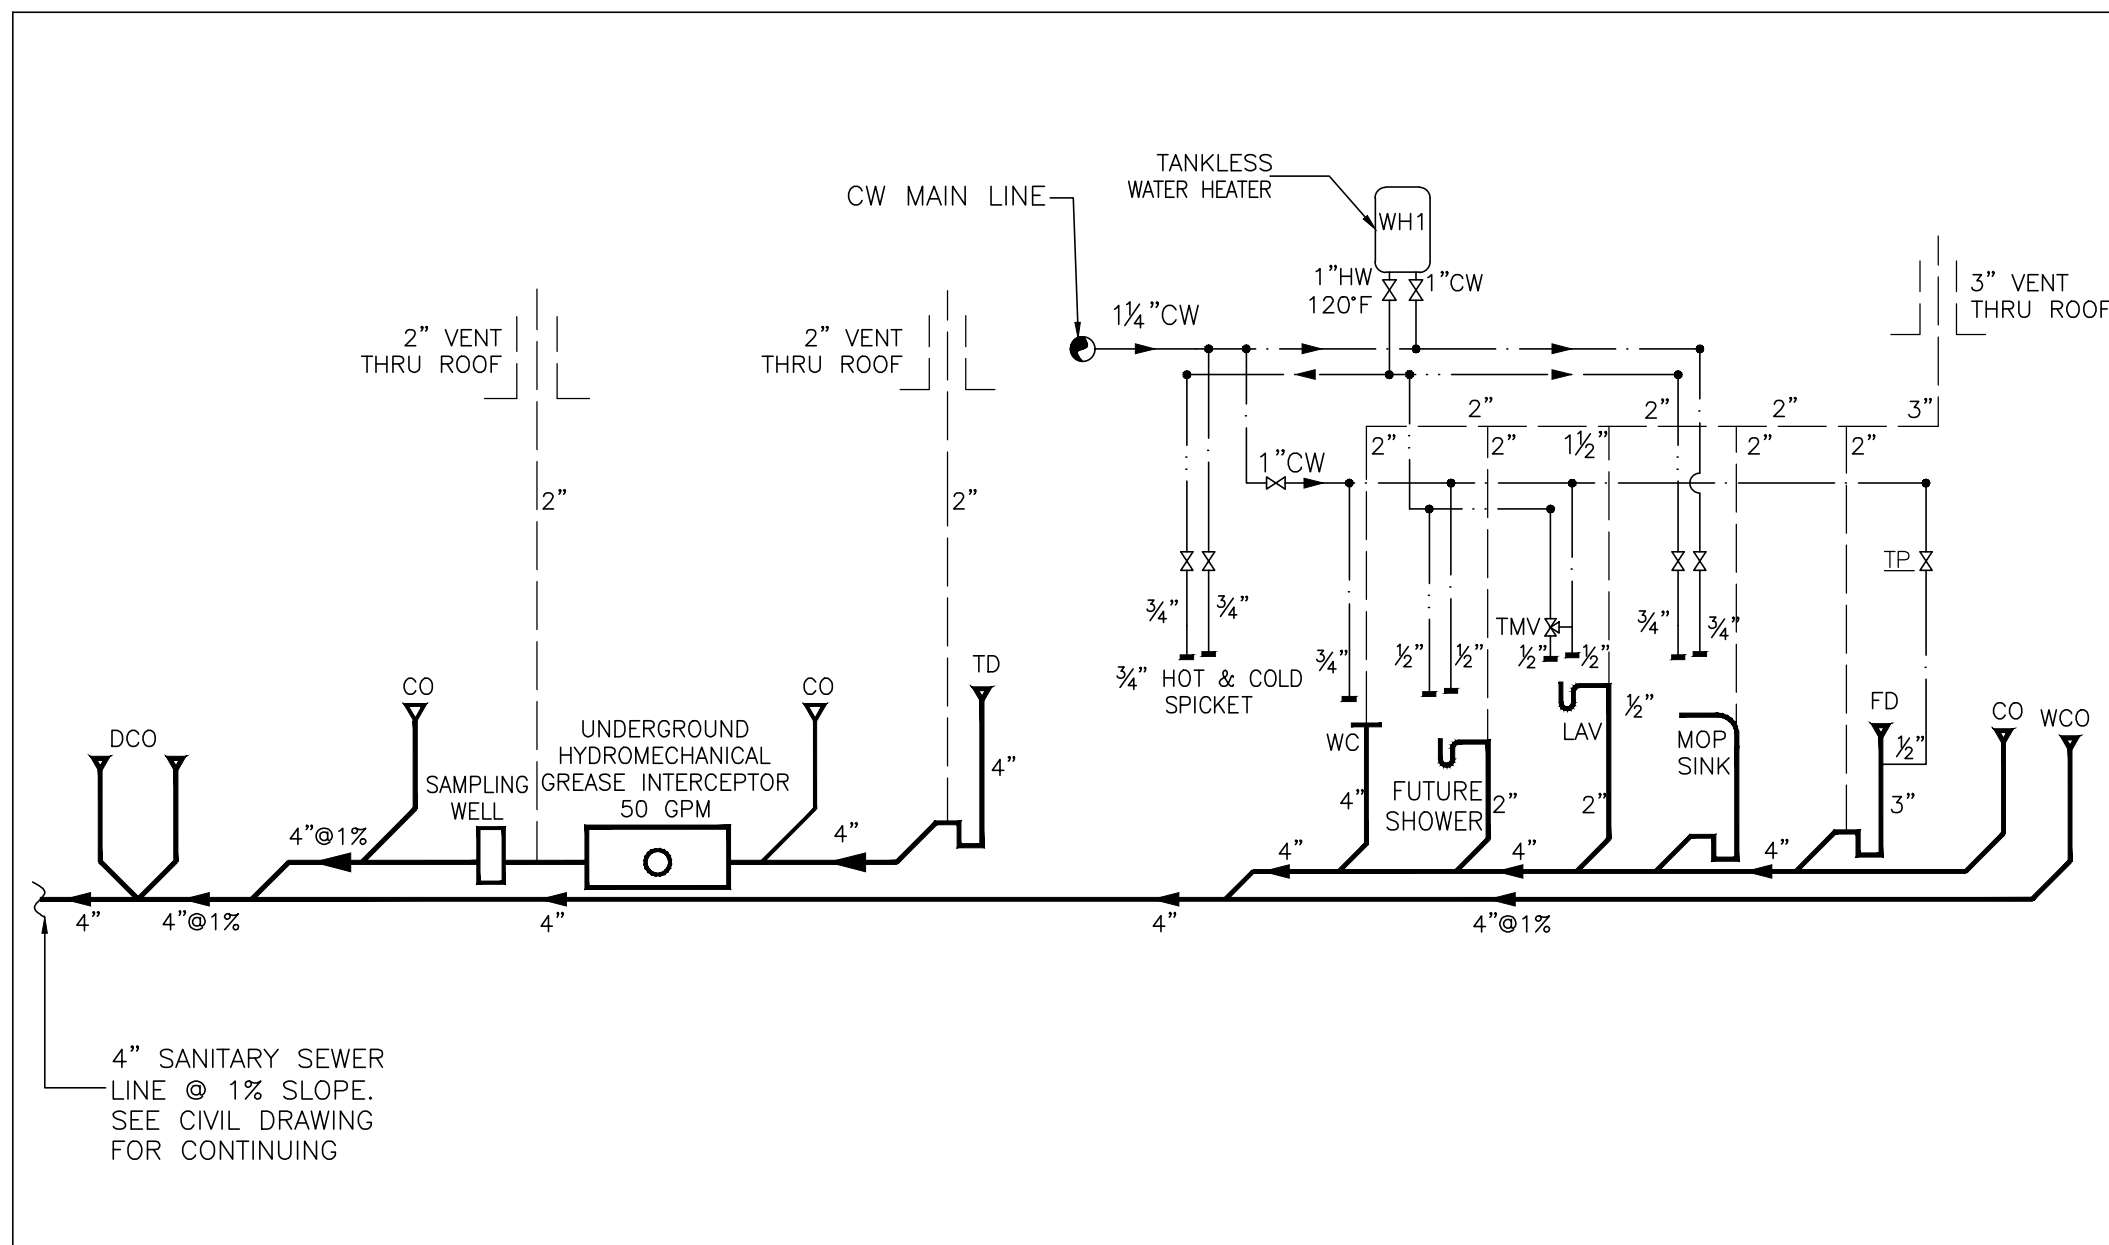 TANKLESS
WATER HEATER
CW MAIN LINE
WH1
1"HW
120°F
1"CW
1¼"CW
3" VENT
THRU ROOF
2" VENT
THRU ROOF
2" VENT
THRU ROOF
2"
2"
2"
3"
2"
2"
1½"
2"
2"
1"CW
2"
2"
TP
¾"
¾"
TMV
¾"
¾"
¾"
½"
½"
½"
½"
¾" HOT & COLD
SPICKET
TD
CO
CO
UNDERGROUND
HYDROMECHANICAL
GREASE INTERCEPTOR
50 GPM
SAMPLING
WELL
DCO
4"
WC
LAV
½"
MOP
SINK
FD
½"
CO
WCO
4"
FUTURE
SHOWER
2"
2"
3"
4"@1%
4"
4"
4"
4"
4"
4"@1%
4"
4"
4"@1%
4" SANITARY SEWER
LINE @ 1% SLOPE.
SEE CIVIL DRAWING
FOR CONTINUING